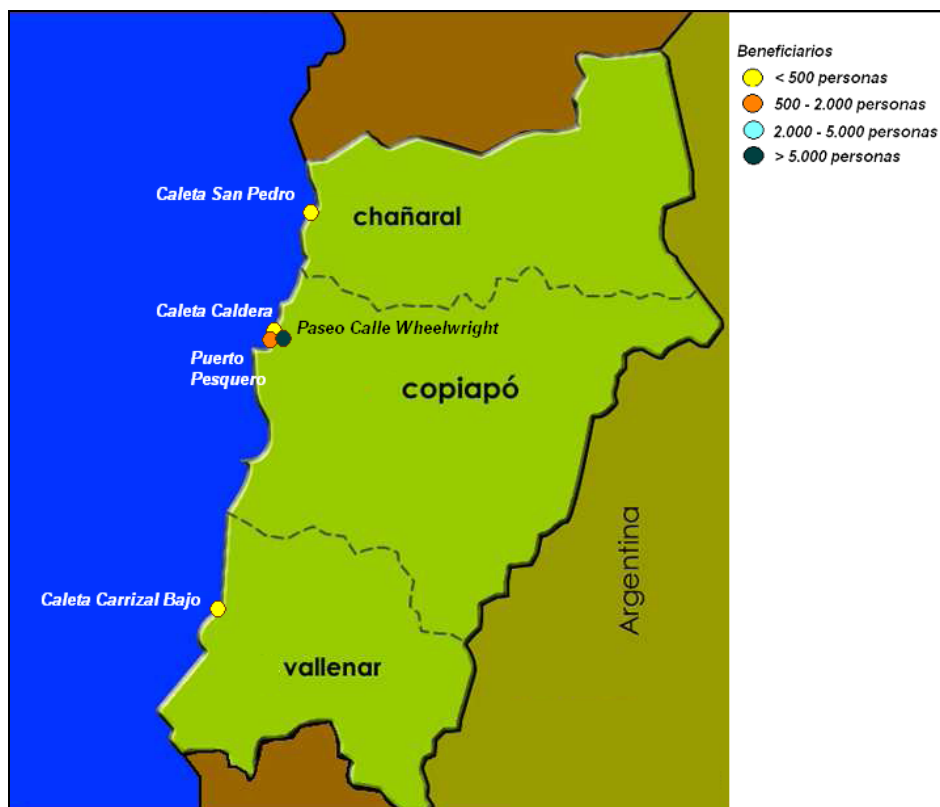 Beneficiarios
< 500 personas
500 - 2.000 personas
2.000 - 5.000 personas
> 5.000 personas
Caleta San Pedro
chañaral
Caleta Caldera
Paseo Calle Wheelwright
Puerto
Pesquero
copiapó
Argentina
Caleta Carrizal Bajo
vallenar